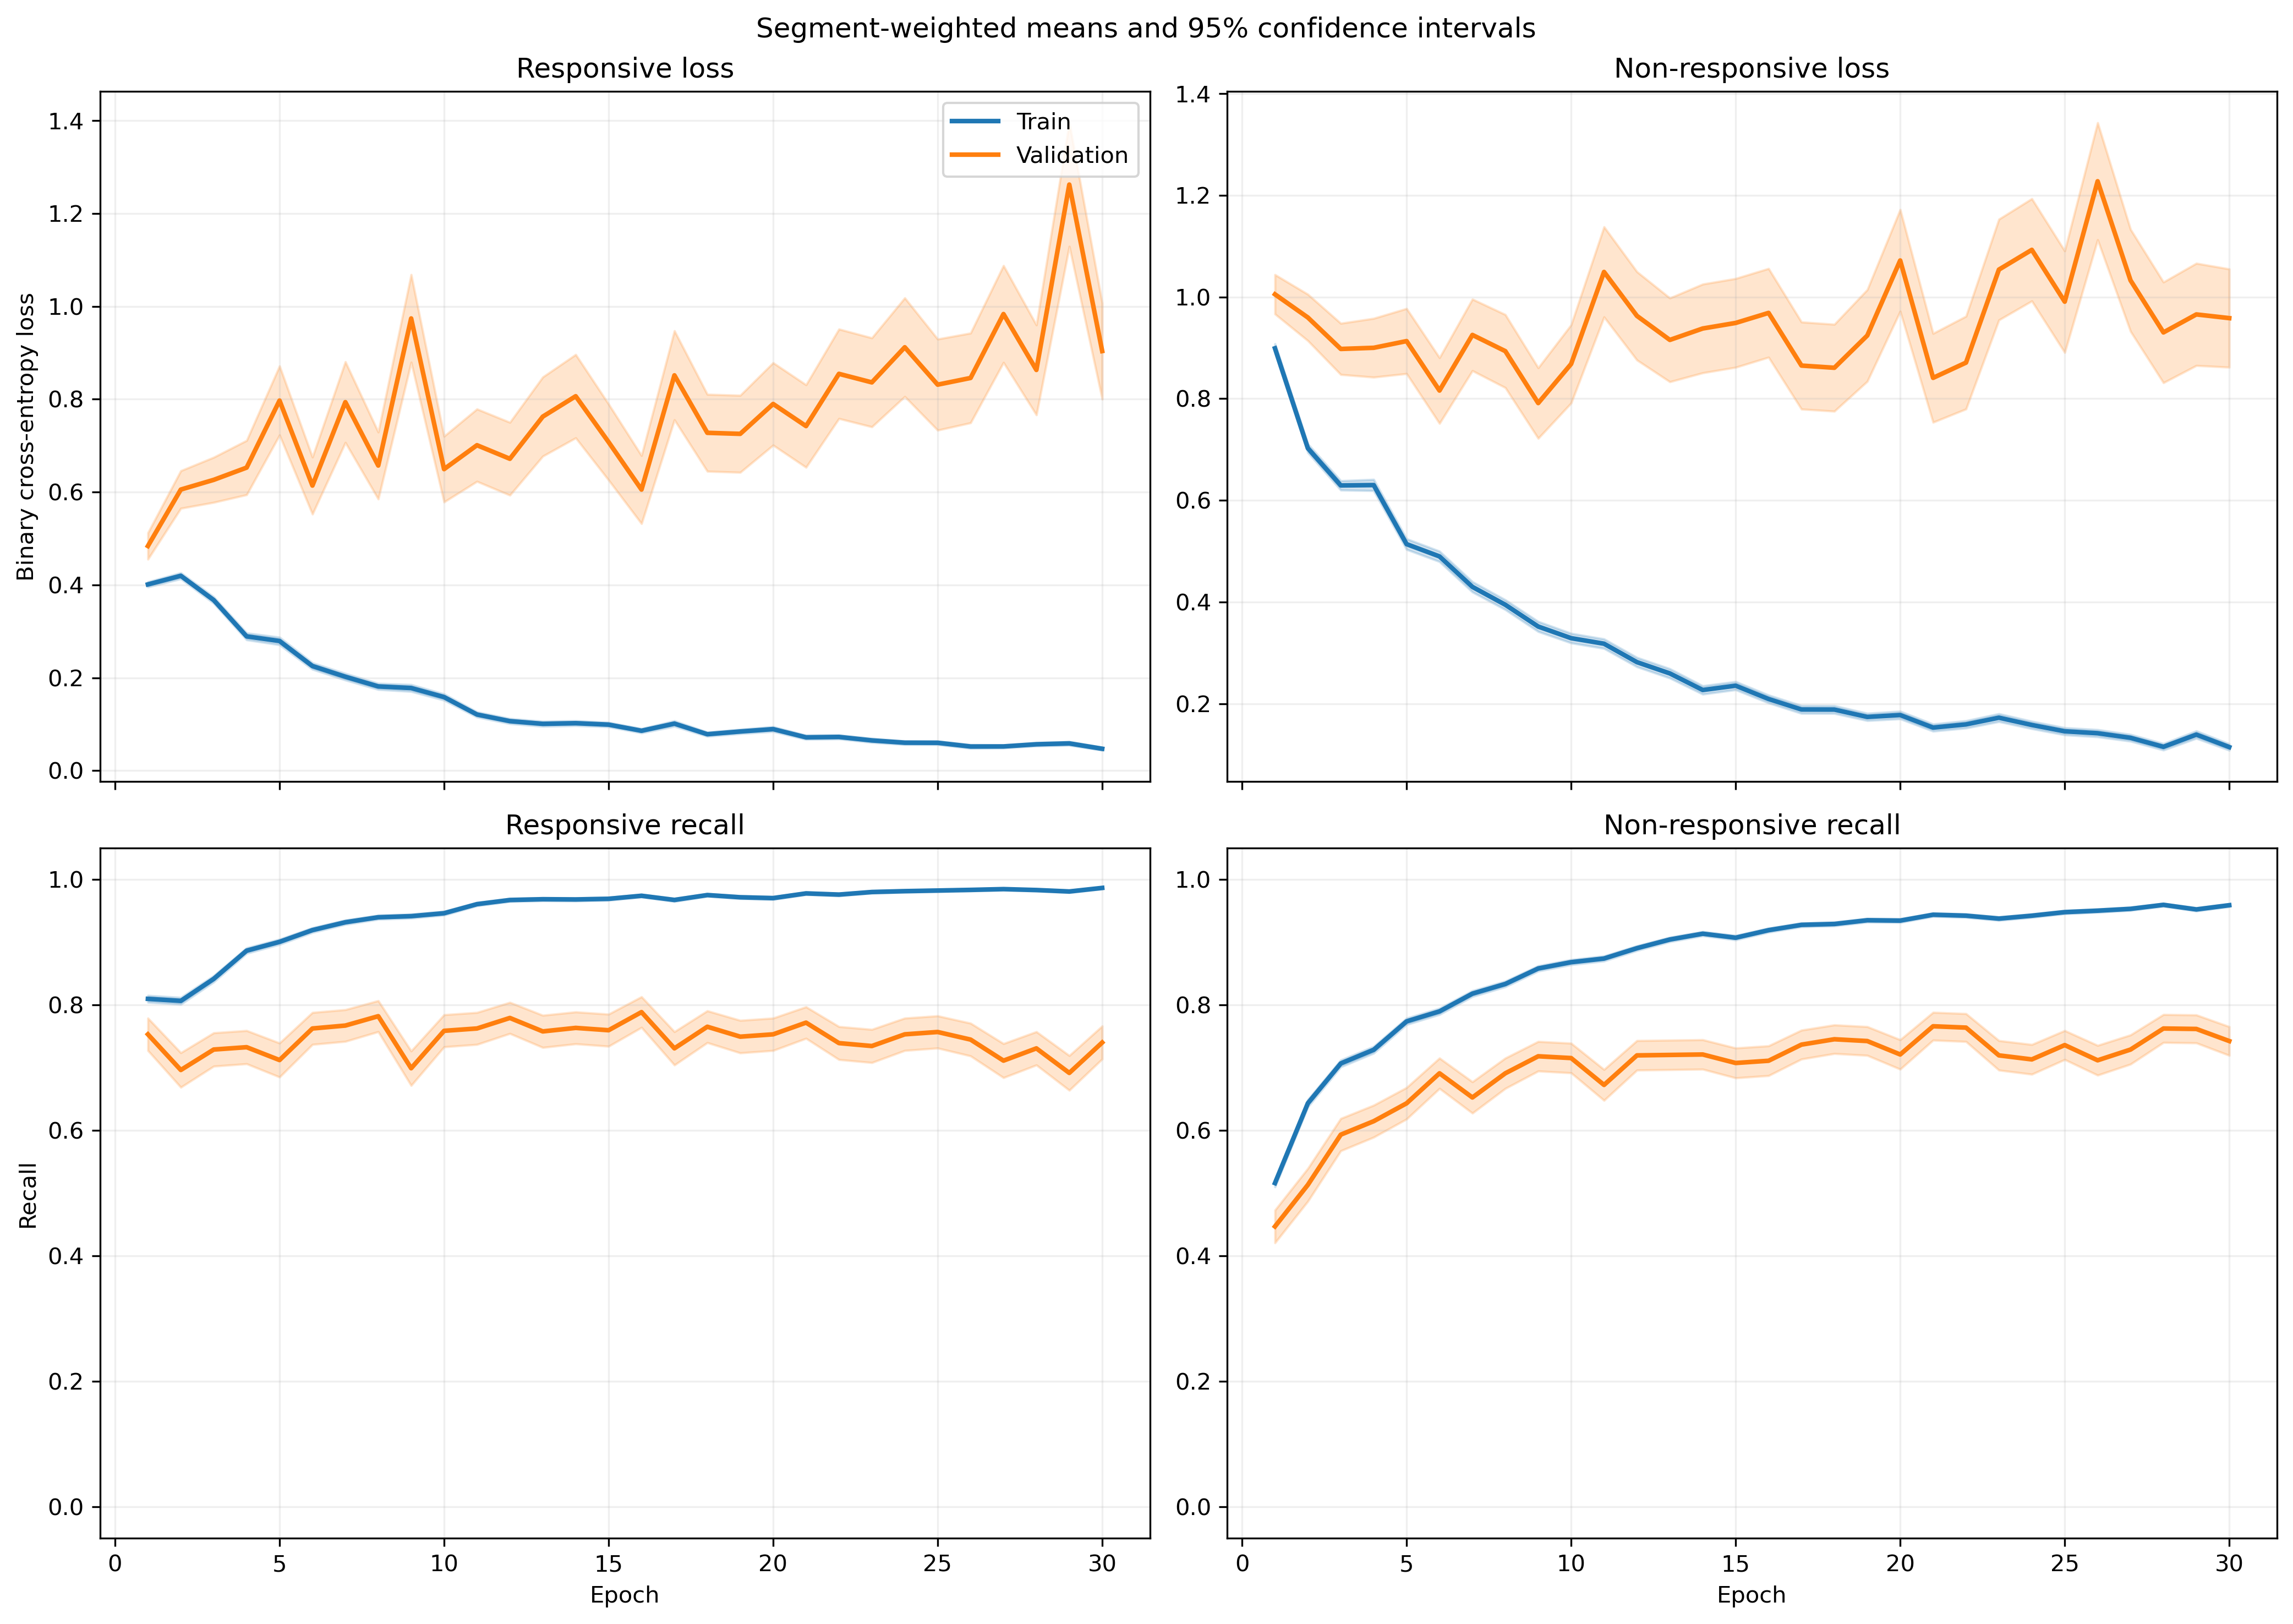 Segment-weighted means and 95% confidence intervals
Responsive loss
Non-responsive loss
Binary cross-entropy loss
1.4
1.2
1.0
0.8
0.6
0.4
0.2
0.0
Train
Validation
1.4
1.2
1.0
0.8
0.6
0.4
0.2
Responsive recall
Non-responsive recall
Recall
1.0
0.8
0.6
0.4
0.2
0.0
0 5 10 15 20 25 30
Epoch
1.0
0.8
0.6
0.4
0.2
0.0
0 5 10 15 20 25 30
Epoch